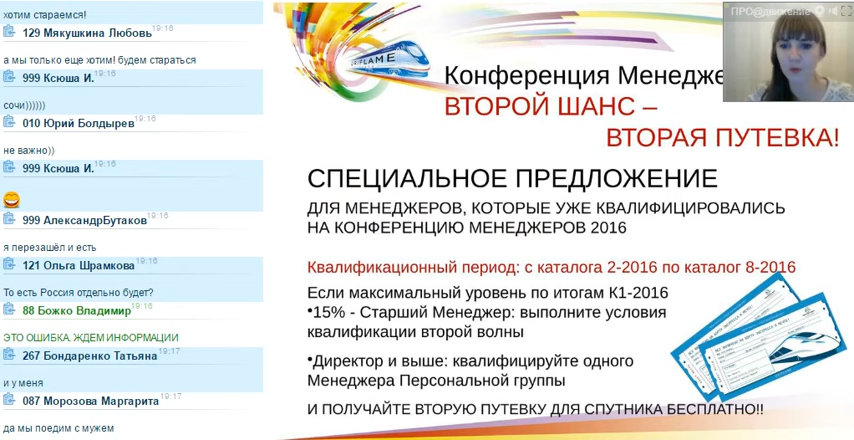 хотим стараемся!
129 Мякушкина Любовь 19:16
а мы только еще хотим! будем стараться
999 Ксюша И. 19:16
сочи))))))
010 Юрий Болдырев 19:16
не важно))
999 Ксюша И. 19:16
999 АлександрБутаков 19:16
я перезашёл и есть
121 Ольга Шрамкова 19:16
То есть Россия отдельно будет?
88 Божко Владимир 19:16
ЭТО ОШИБКА. ЖДЕМ ИНФОРМАЦИИ
267 Бондаренко Татьяна 19:17
и у меня
087 Морозова Маргарита 19:17
да мы поедим с мужем
ПРО@движение
Конференция Менедже
ВТОРОЙ ШАНС –
ВТОРАЯ ПУТЕВКА!
СПЕЦИАЛЬНОЕ ПРЕДЛОЖЕНИЕ
ДЛЯ МЕНЕДЖЕРОВ, КОТОРЫЕ УЖЕ КВАЛИФИЦИРОВАЛИСЬ
НА КОНФЕРЕНЦИЮ МЕНЕДЖЕРОВ 2016
Квалификационный период: с каталога 2-2016 по каталог 8-2016
Если максимальный уровень по итогам К1-2016
•15% - Старший Менеджер: выполните условия
квалификации второй волны
•Директор и выше: квалифицируйте одного
Менеджера Персональной группы
И ПОЛУЧАЙТЕ ВТОРУЮ ПУТЕВКУ ДЛЯ СПУТНИКА БЕСПЛАТНО!!